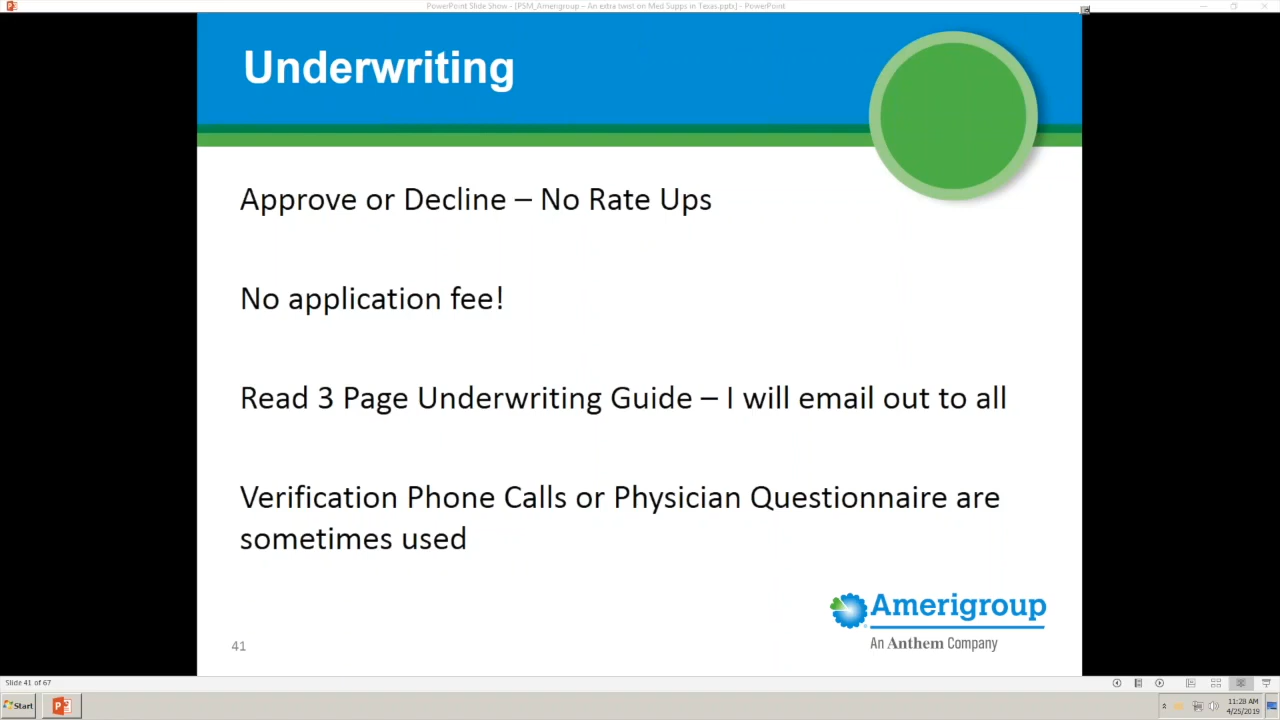 PowerPoint Slide Show - [PSM_Amerigroup – An extra twist on Med Supps in Texas.pptx] - PowerPoint
Underwriting
Approve or Decline – No Rate Ups
No application fee!
Read 3 Page Underwriting Guide – I will email out to all
Verification Phone Calls or Physician Questionnaire are
sometimes used
Amerigroup
An Anthem Company
41
Slide 41 of 67
Start
11:28 AM
4/25/2019